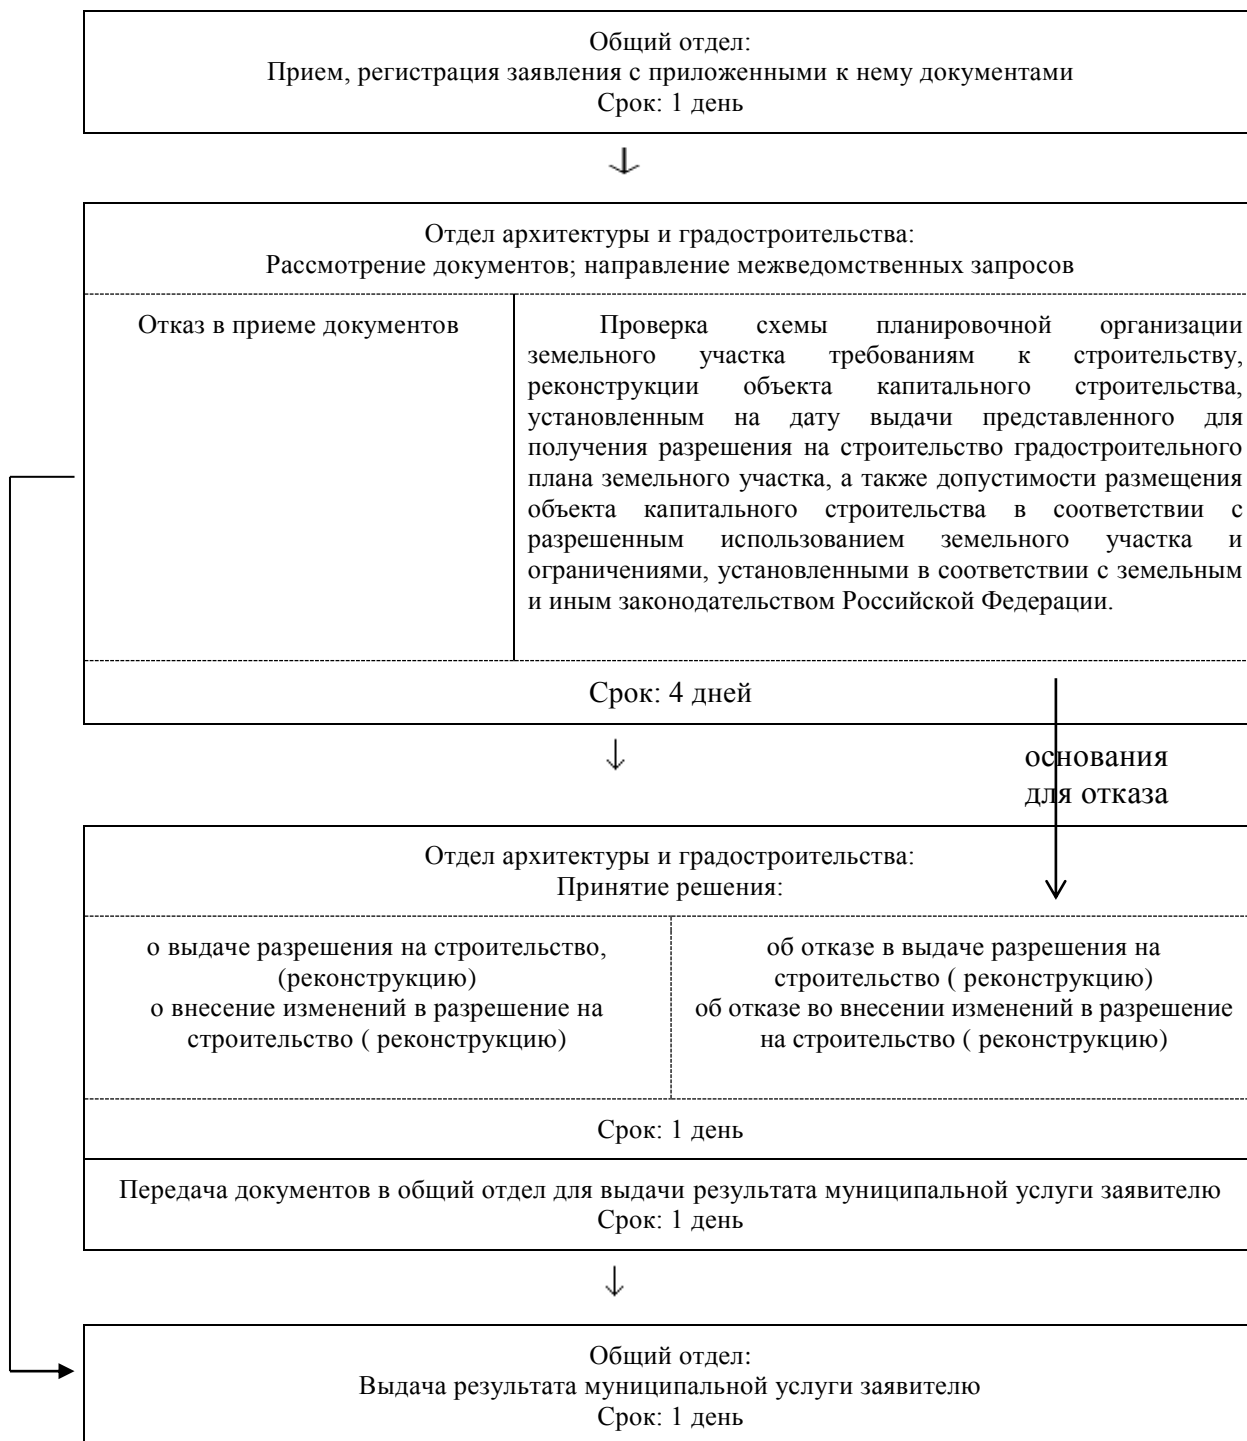 Общий отдел:
Прием, регистрация заявления с приложенными к нему документами
Срок: 1 день
Отдел архитектуры и градостроительства:
Рассмотрение документов; направление межведомственных запросов
Отказ в приеме документов
Проверка схемы планировочной организации
земельного участка требованиям к строительству,
реконструкции объекта капитального строительства,
установленным на дату выдачи представленного для
получения разрешения на строительство градостроительного
плана земельного участка, а также допустимости размещения
объекта капитального строительства в соответствии с
разрешенным использованием земельного участка и
ограничениями, установленными в соответствии с земельным
и иным законодательством Российской Федерации.
Срок: 4 дней
основания
для отказа
Отдел архитектуры и градостроительства:
Принятие решения:
о выдаче разрешения на строительство,
(реконструкцию)
о внесение изменений в разрешение на
строительство ( реконструкцию)
об отказе в выдаче разрешения на
строительство ( реконструкцию)
об отказе во внесении изменений в разрешение
на строительство ( реконструкцию)
Срок: 1 день
Передача документов в общий отдел для выдачи результата муниципальной услуги заявителю
Срок: 1 день
Общий отдел:
Выдача результата муниципальной услуги заявителю
Срок: 1 день